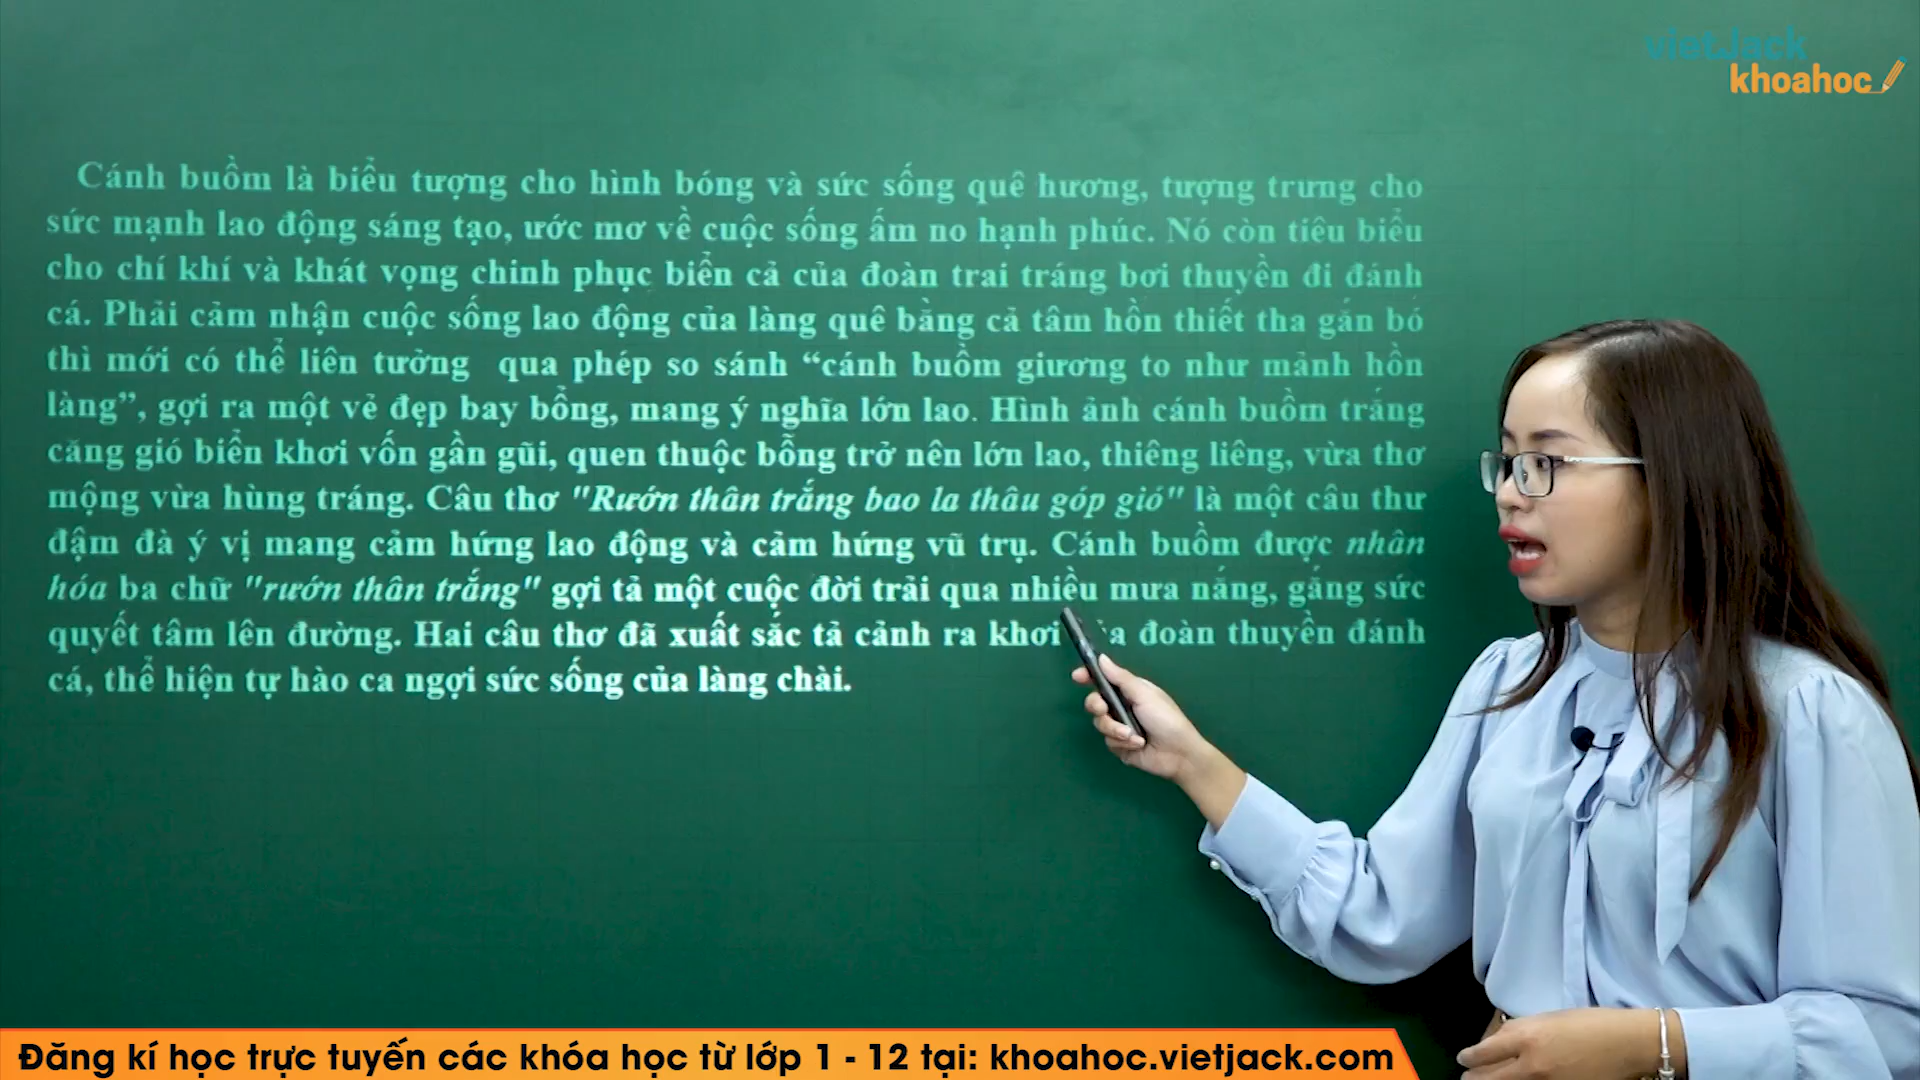 vietJack
khoahoc
Cánh buồm là biểu tượng cho hình bóng và sức sống quê hương, tượng trưng cho
sức mạnh lao động sáng tạo, ước mơ về cuộc sống ấm no hạnh phúc. Nó còn tiêu biểu
cho chí khí và khát vọng chinh phục biển cả của đoàn trai tráng bơi thuyền đi đánh
cá. Phải cảm nhận cuộc sống lao động của làng quê bằng cả tâm hồn thiết tha gắn bó
thì mới có thể liên tưởng qua phép so sánh “cánh buồm giương to như mảnh hồn
làng”, gợi ra một vẻ đẹp bay bổng, mang ý nghĩa lớn lao. Hình ảnh cánh buồm trắng
căng gió biển khơi vốn gần gũi, quen thuộc bỗng trở nên lớn lao, thiêng liêng, vừa thơ
mộng vừa hùng tráng. Câu thơ "Rướn thân trắng bao la thâu góp gió" là một câu thư
đậm đà ý vị mang cảm hứng lao động và cảm hứng vũ trụ. Cánh buồm được nhân
hóa ba chữ "rướn thân trắng" gợi tả một cuộc đời trải qua nhiều mưa nắng, gắng sức
quyết tâm lên đường. Hai câu thơ đã xuất sắc tả cảnh ra khơi đoàn thuyền đánh
cá, thể hiện tự hào ca ngợi sức sống của làng chài.
Đăng kí học trực tuyến các khóa học từ lớp 1 - 12 tại: khoahoc.vietjack.com